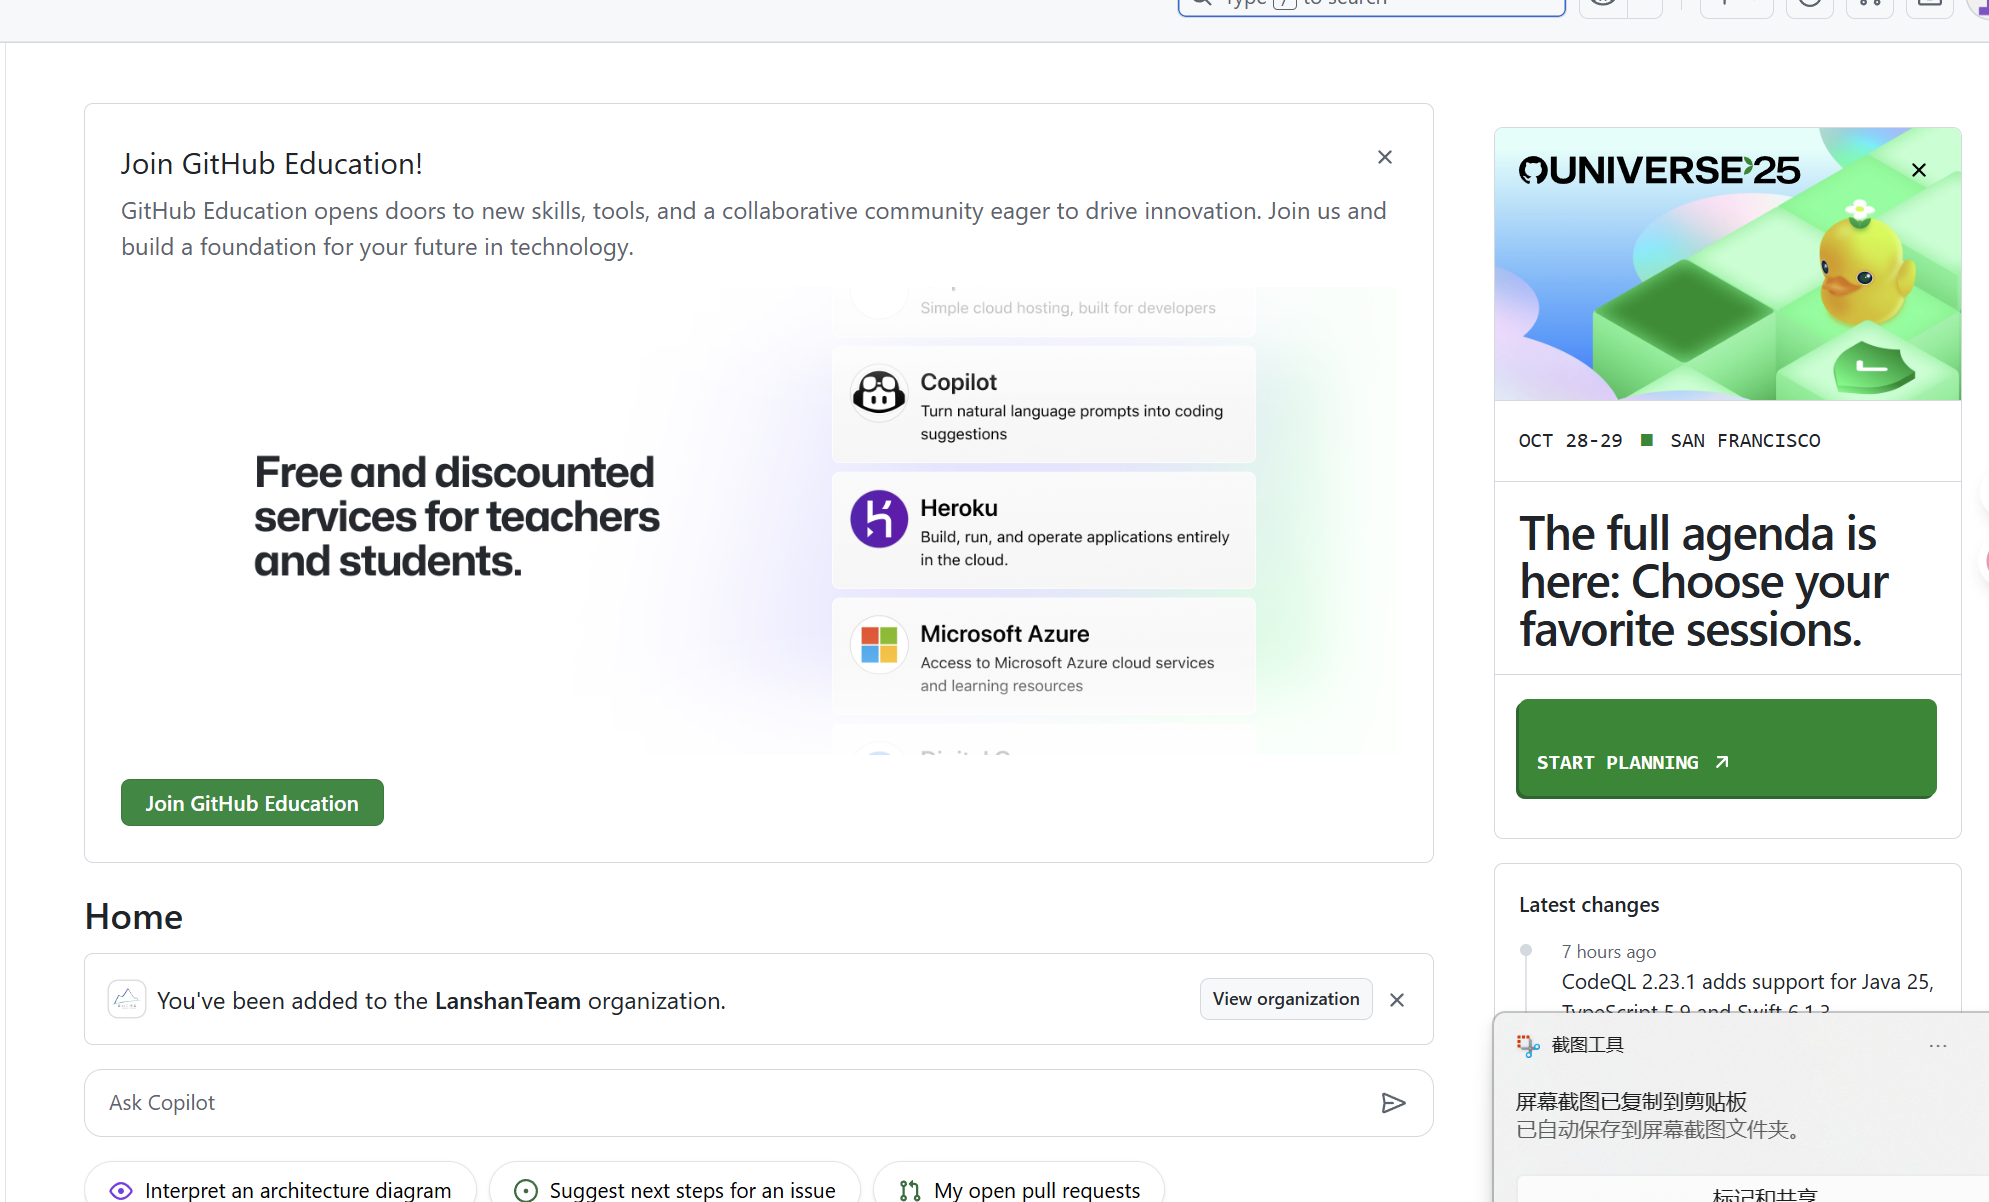 Type / to search
Join GitHub Education!
GitHub Education opens doors to new skills, tools, and a collaborative community eager to drive innovation. Join us and
build a foundation for your future in technology.
Free and discounted
services for teachers
and students.
Simple cloud hosting, built for developers
Copilot
Turn natural language prompts into coding
suggestions
Heroku
Build, run, and operate applications entirely
in the cloud.
Microsoft Azure
Access to Microsoft Azure cloud services
and learning resources
Join GitHub Education
Home
You've been added to the LanshanTeam organization.
View organization
Ask Copilot
Interpret an architecture diagram
Suggest next steps for an issue
My open pull requests
UNIVERSE'25
OCT 28-29 SAN FRANCISCO
The full agenda is
here: Choose your
favorite sessions.
START PLANNING
Latest changes
7 hours ago
CodeQL 2.23.1 adds support for Java 25,
TypeScript 5.9 and Swift 6.1.3
截图工具
屏幕截图已复制到剪贴板
已自动保存到屏幕截图文件夹。
标记和共享